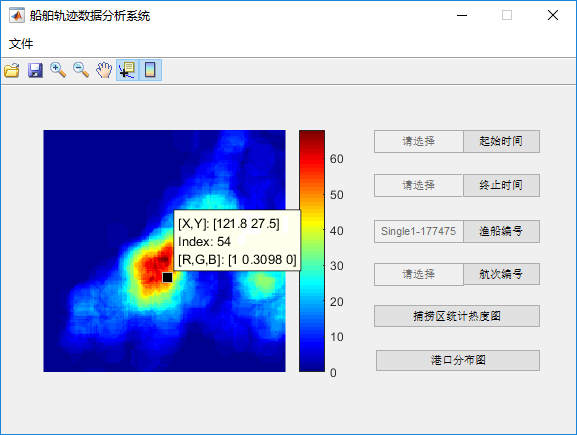 船舶轨迹数据分析系统
文件
请选择 起始时间
请选择 终止时间
Single1-177475 渔船编号
请选择 航次编号
捕捞区统计热度图
港口分布图
[X,Y]: [121.8 27.5]
Index: 54
[R,G,B]: [1 0.3098 0]
60
50
40
30
20
10
0